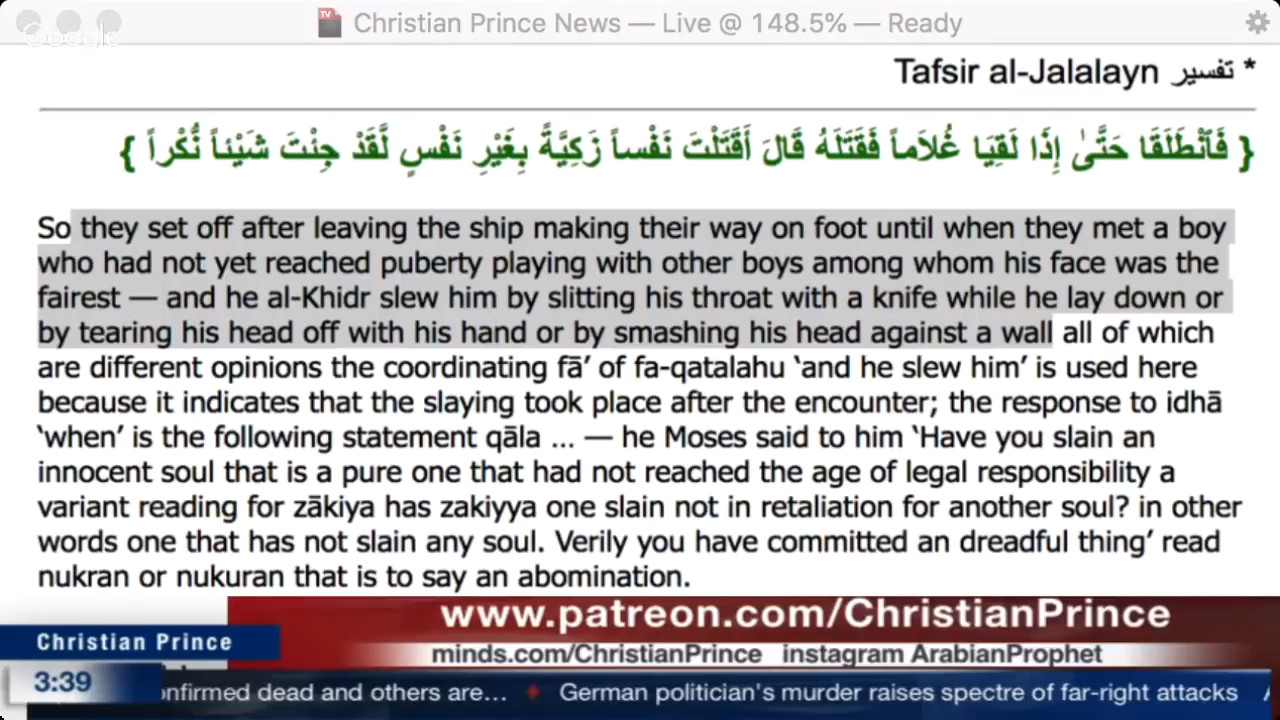 Christian Prince News — Live @ 148.5% — Ready
Google
Tafsir al-Jalalayn تفسير *
{ فَٱنْطَلَقَا حَتَّىٰ إِذَا لَقِيَا غُلاَماً فَقَتَلَهُ قَالَ أَقَتَلْتَ نَفْساً زَكِيَّةً بِغَيْرِ نَفْسٍ لَّقَدْ جِئْتَ شَيْئاً نُّكْراً }
So they set off after leaving the ship making their way on foot until when they met a boy
who had not yet reached puberty playing with other boys among whom his face was the
fairest — and he al-Khidr slew him by slitting his throat with a knife while he lay down or
by tearing his head off with his hand or by smashing his head against a wall all of which
are different opinions the coordinating fā’ of fa-qatalahu ‘and he slew him’ is used here
because it indicates that the slaying took place after the encounter; the response to idhā
‘when’ is the following statement qāla ... — he Moses said to him ‘Have you slain an
innocent soul that is a pure one that had not reached the age of legal responsibility a
variant reading for zākiya has zakiyya one slain not in retaliation for another soul? in other
words one that has not slain any soul. Verily you have committed an dreadful thing’ read
nukran or nukuran that is to say an abomination.
www.patreon.com/ChristianPrince
Christian Prince
minds.com/ChristianPrince instagram ArabianProphet
3:39
onfirmed dead and others are... ♦ German politician's murder raises spectre of far-right attacks